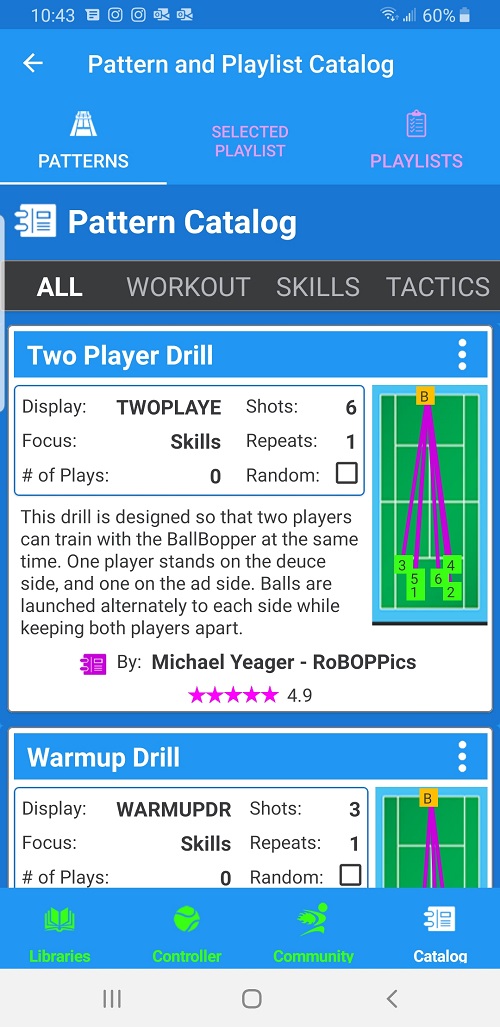 10:43 60%
Pattern and Playlist Catalog
PATTERNS
SELECTED
PLAYLIST
PLAYLISTS
Pattern Catalog
ALL WORKOUT SKILLS TACTICS
Two Player Drill
Display: TWOPLAYE Shots: 6
Focus: Skills Repeats: 1
# of Plays: 0 Random:
B
3 4
5 6
1 2
This drill is designed so that two players
can train with the BallBopper at the same
time. One player stands on the deuce
side, and one on the ad side. Balls are
launched alternately to each side while
keeping both players apart.
By: Michael Yeager - RoBOPPics
4.9
Warmup Drill
Display: WARMUPDR Shots: 3
Focus: Skills Repeats: 1
# of Plays: 0 Random:
B
Libraries Controller Community Catalog